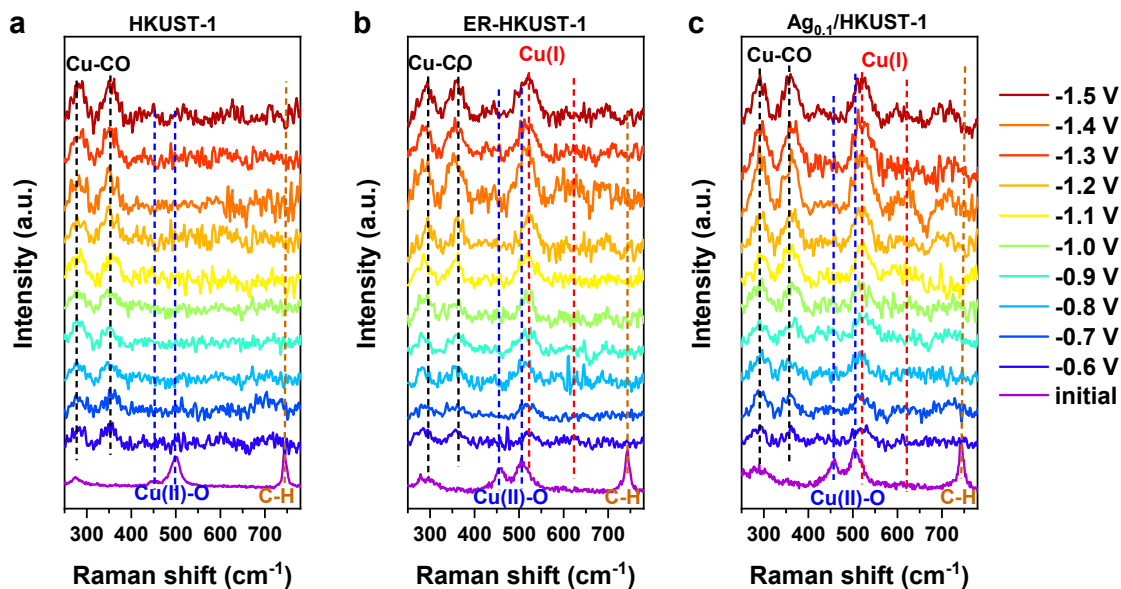 a
HKUST-1
Cu-CO
Cu(II)-O
C-H
Intensity (a.u.)
300 400 500 600 700
Raman shift (cm⁻¹)
b
ER-HKUST-1
Cu-CO
Cu(I)
Cu(II)-O
C-H
Intensity (a.u.)
300 400 500 600 700
Raman shift (cm⁻¹)
c
Ag₀.₁/HKUST-1
Cu-CO
Cu(I)
Cu(II)-O
C-H
Intensity (a.u.)
300 400 500 600 700
Raman shift (cm⁻¹)
-1.5 V
-1.4 V
-1.3 V
-1.2 V
-1.1 V
-1.0 V
-0.9 V
-0.8 V
-0.7 V
-0.6 V
initial